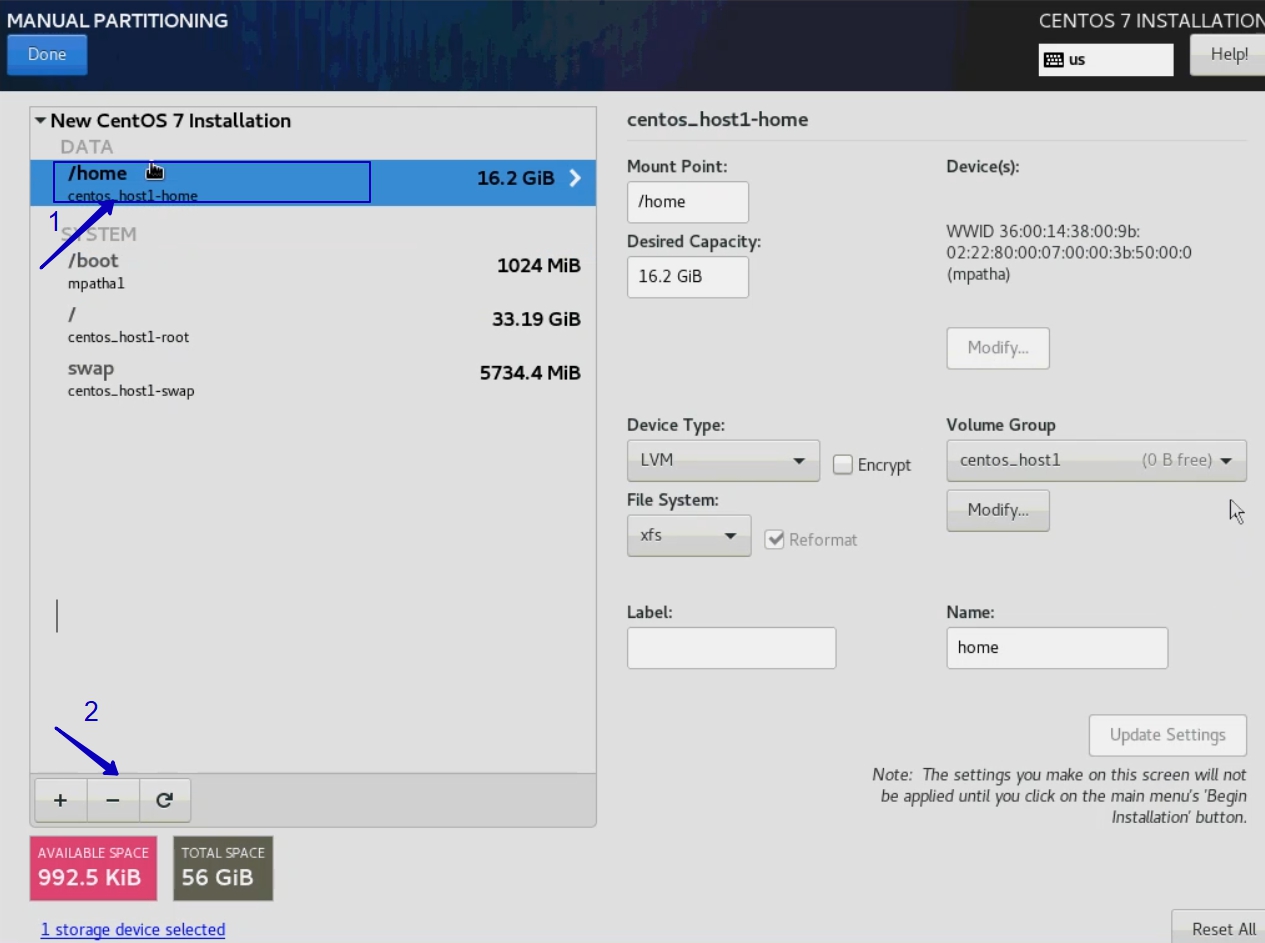 MANUAL PARTITIONING
CENTOS 7 INSTALLATION
Done
us
Help!
New CentOS 7 Installation
DATA
/home
16.2 GiB
centos_host1-home
1
SYSTEM
/boot
1024 MiB
mpatha1
/
33.19 GiB
centos_host1-root
swap
5734.4 MiB
centos_host1-swap
2
+
−
AVAILABLE SPACE
992.5 KiB
TOTAL SPACE
56 GiB
1 storage device selected
centos_host1-home
Mount Point:
/home
Desired Capacity:
16.2 GiB
Device(s):
WWID 36:00:14:38:00:9b:
02:22:80:00:07:00:00:3b:50:00:0
(mpatha)
Modify...
Device Type:
LVM
Encrypt
Volume Group
centos_host1 (0 B free)
File System:
xfs
Reformat
Modify...
Label:
Name:
home
Update Settings
Note: The settings you make on this screen will not
be applied until you click on the main menu's 'Begin
Installation' button.
Reset All